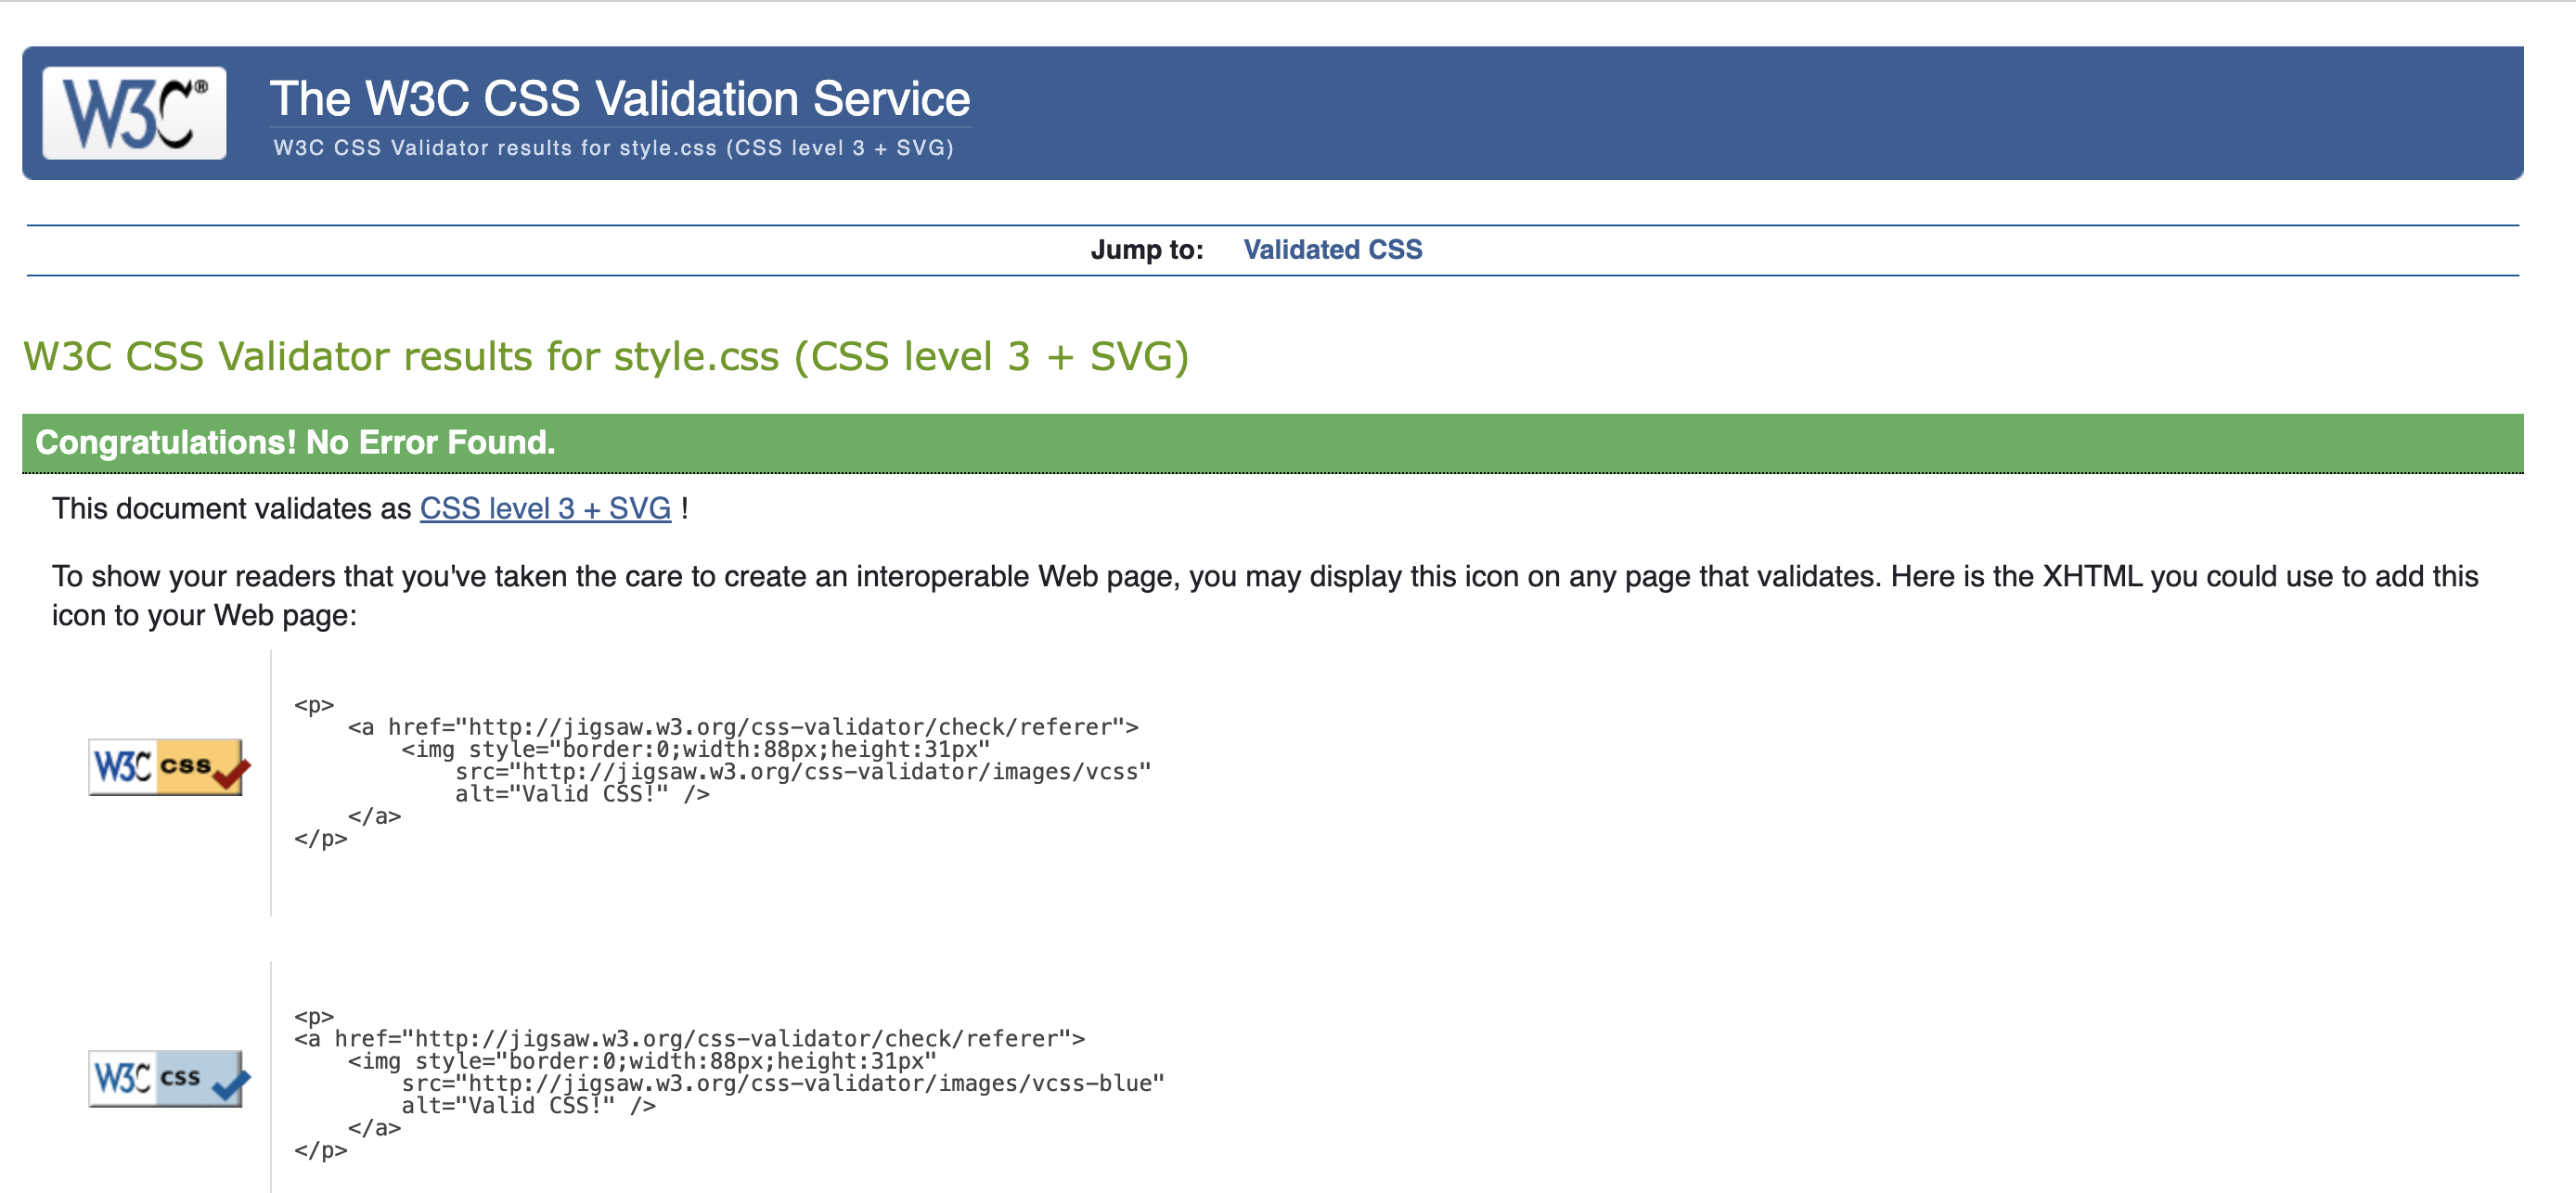 W3C®
The W3C CSS Validation Service
W3C CSS Validator results for style.css (CSS level 3 + SVG)
Jump to: Validated CSS
W3C CSS Validator results for style.css (CSS level 3 + SVG)
Congratulations! No Error Found.
This document validates as CSS level 3 + SVG !
To show your readers that you've taken the care to create an interoperable Web page, you may display this icon on any page that validates. Here is the XHTML you could use to add this
icon to your Web page:
W3C css
<p>
    <a href="http://jigsaw.w3.org/css-validator/check/referer">
        <img style="border:0;width:88px;height:31px"
            src="http://jigsaw.w3.org/css-validator/images/vcss"
            alt="Valid CSS!" />
    </a>
</p>
W3C css
<p>
<a href="http://jigsaw.w3.org/css-validator/check/referer">
    <img style="border:0;width:88px;height:31px"
        src="http://jigsaw.w3.org/css-validator/images/vcss-blue"
        alt="Valid CSS!" />
    </a>
</p>